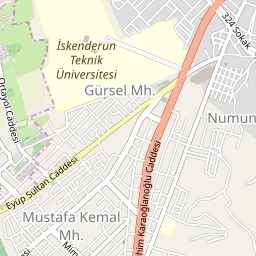 324 Sokak
İskenderun
Teknik
Üniversitesi
Gürsel Mh.
Ortayol Caddesi
Numun
Eyüp Sultan Caddesi
him Karaoğlanoğlu Caddesi
Mustafa Kemal
Mh.
Mim